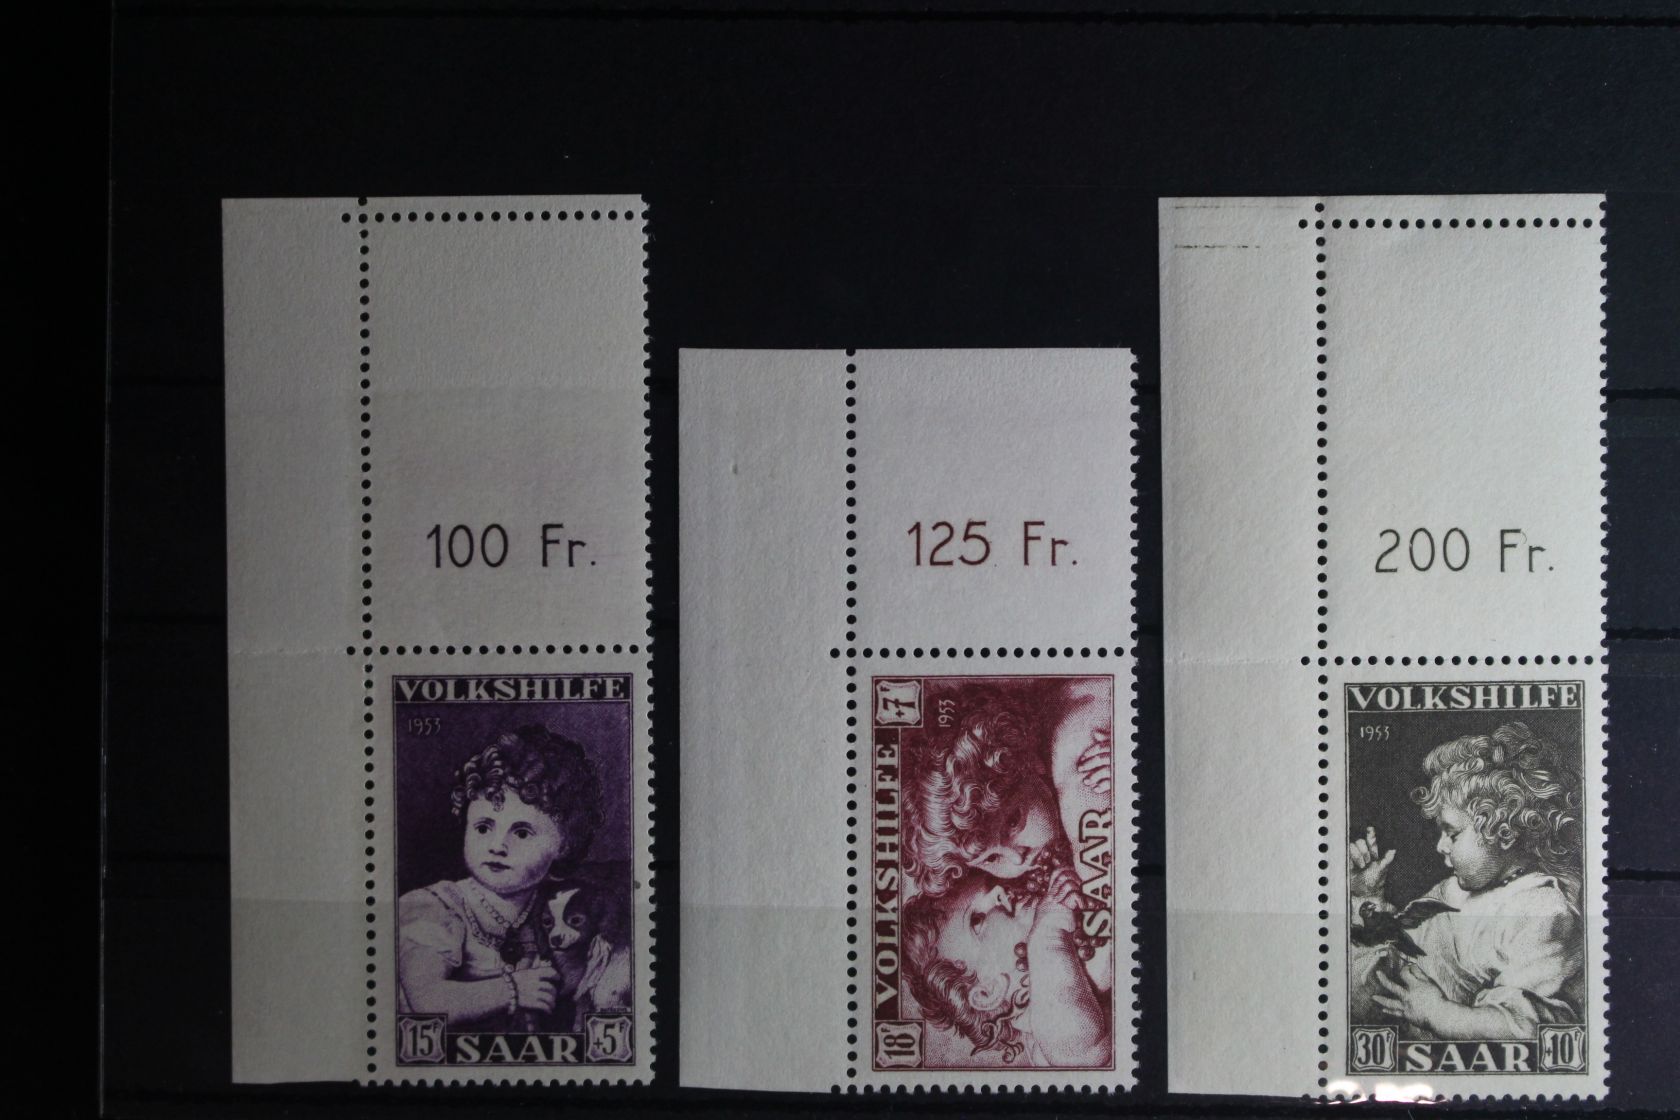 100 Fr.
VOLKSHILFE
1953
15F
+5F
SAAR
125 Fr.
+7F
1953
VOLKSHILFE
SAAR
18F
200 Fr.
VOLKSHILFE
1953
30F
+10F
SAAR